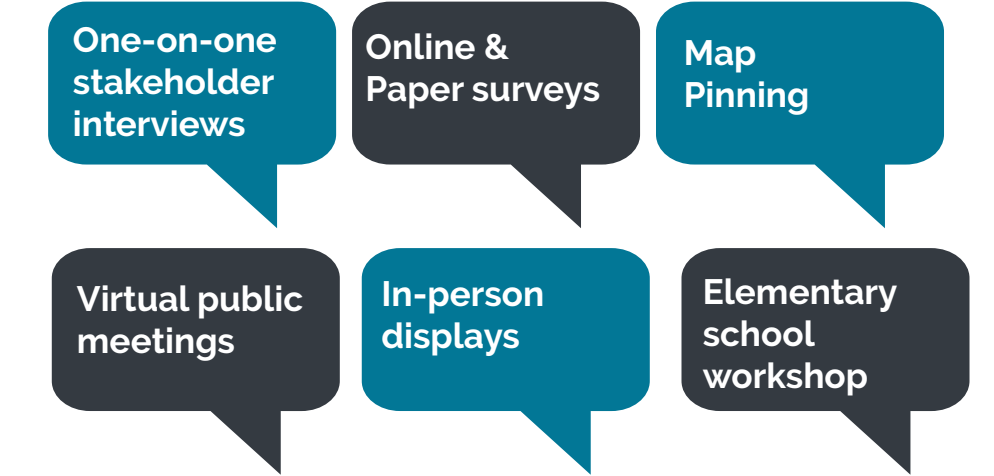 One-on-one
stakeholder
interviews
Online &
Paper surveys
Map
Pinning
Virtual public
meetings
In-person
displays
Elementary
school
workshop